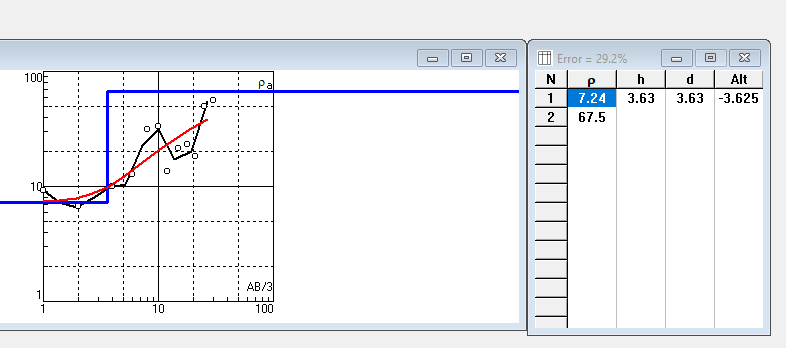 Error = 29.2%
100
ρa
10
1
AB/3
1
10
100
N ρ h d Alt
1 7.24 3.63 3.63 -3.625
2 67.5